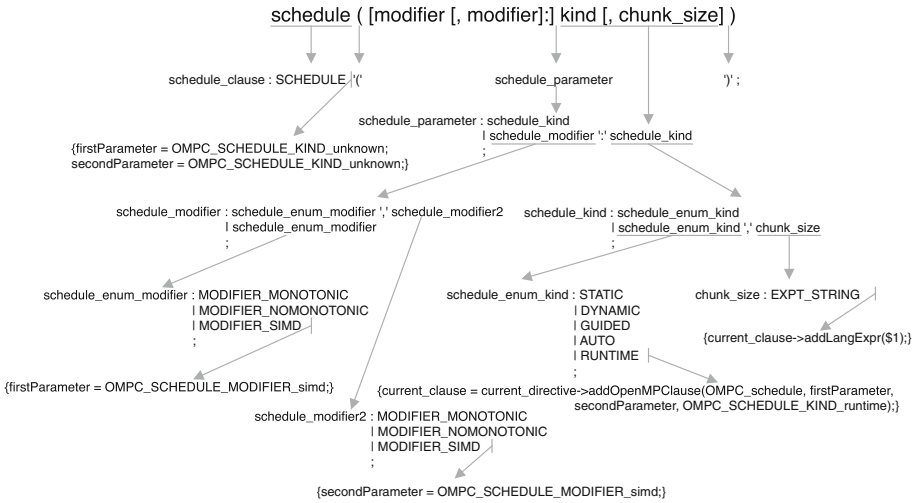 schedule ( [modifier [, modifier]:] kind [, chunk_size] )
schedule_clause : SCHEDULE '(' schedule_parameter ')' ;
schedule_parameter : schedule_kind
| schedule_modifier ':' schedule_kind
;
{firstParameter = OMPC_SCHEDULE_KIND_unknown;
secondParameter = OMPC_SCHEDULE_KIND_unknown;}
schedule_modifier : schedule_enum_modifier ',' schedule_modifier2
| schedule_enum_modifier
;
schedule_kind : schedule_enum_kind
| schedule_enum_kind ',' chunk_size
;
schedule_enum_modifier : MODIFIER_MONOTONIC
| MODIFIER_NOMONOTONIC
| MODIFIER_SIMD
;
schedule_enum_kind : STATIC
| DYNAMIC
| GUIDED
| AUTO
| RUNTIME
;
chunk_size : EXPT_STRING
{current_clause->addLangExpr($1);}
{firstParameter = OMPC_SCHEDULE_MODIFIER_simd;}
{current_clause = current_directive->addOpenMPClause(OMPC_schedule, firstParameter,
secondParameter, OMPC_SCHEDULE_KIND_runtime);}
schedule_modifier2 : MODIFIER_MONOTONIC
| MODIFIER_NOMONOTONIC
| MODIFIER_SIMD
;
{secondParameter = OMPC_SCHEDULE_MODIFIER_simd;}